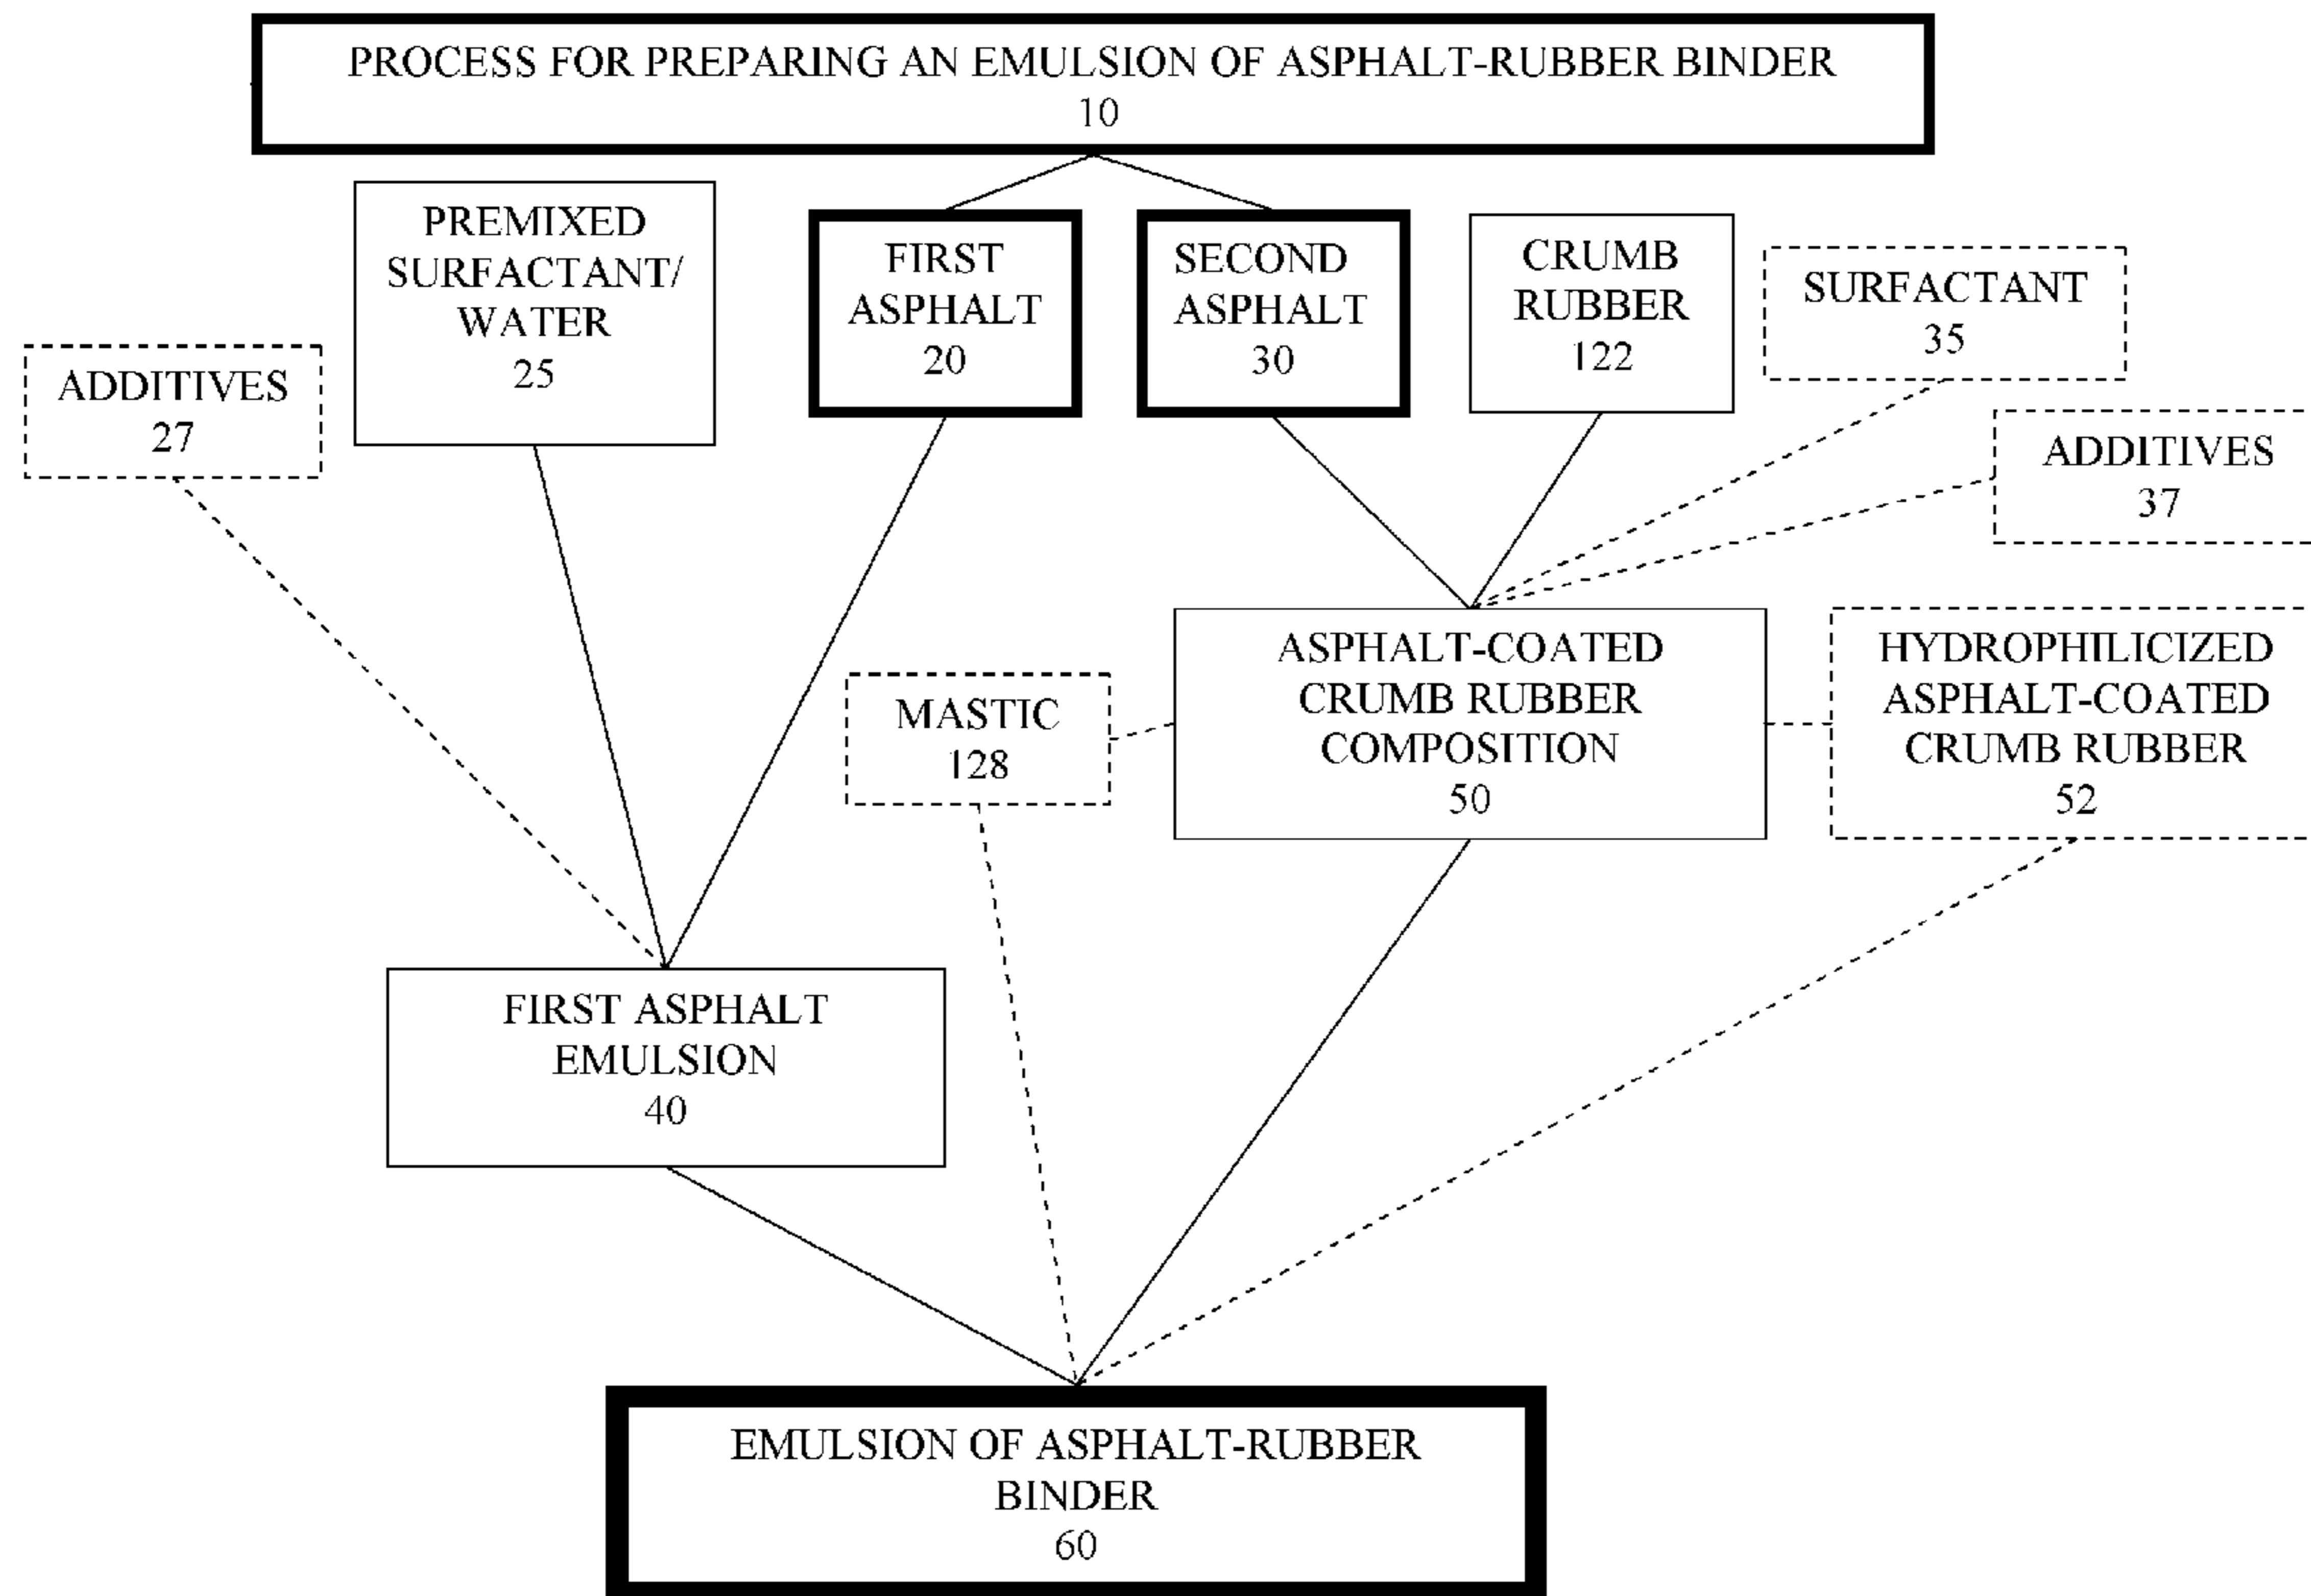 PROCESS FOR PREPARING AN EMULSION OF ASPHALT-RUBBER BINDER
10
PREMIXED
SURFACTANT/
WATER
25
FIRST
ASPHALT
20
SECOND
ASPHALT
30
CRUMB
RUBBER
122
SURFACTANT
35
ADDITIVES
27
ADDITIVES
37
MASTIC
128
ASPHALT-COATED
CRUMB RUBBER
COMPOSITION
50
HYDROPHILICIZED
ASPHALT-COATED
CRUMB RUBBER
52
FIRST ASPHALT
EMULSION
40
EMULSION OF ASPHALT-RUBBER
BINDER
60